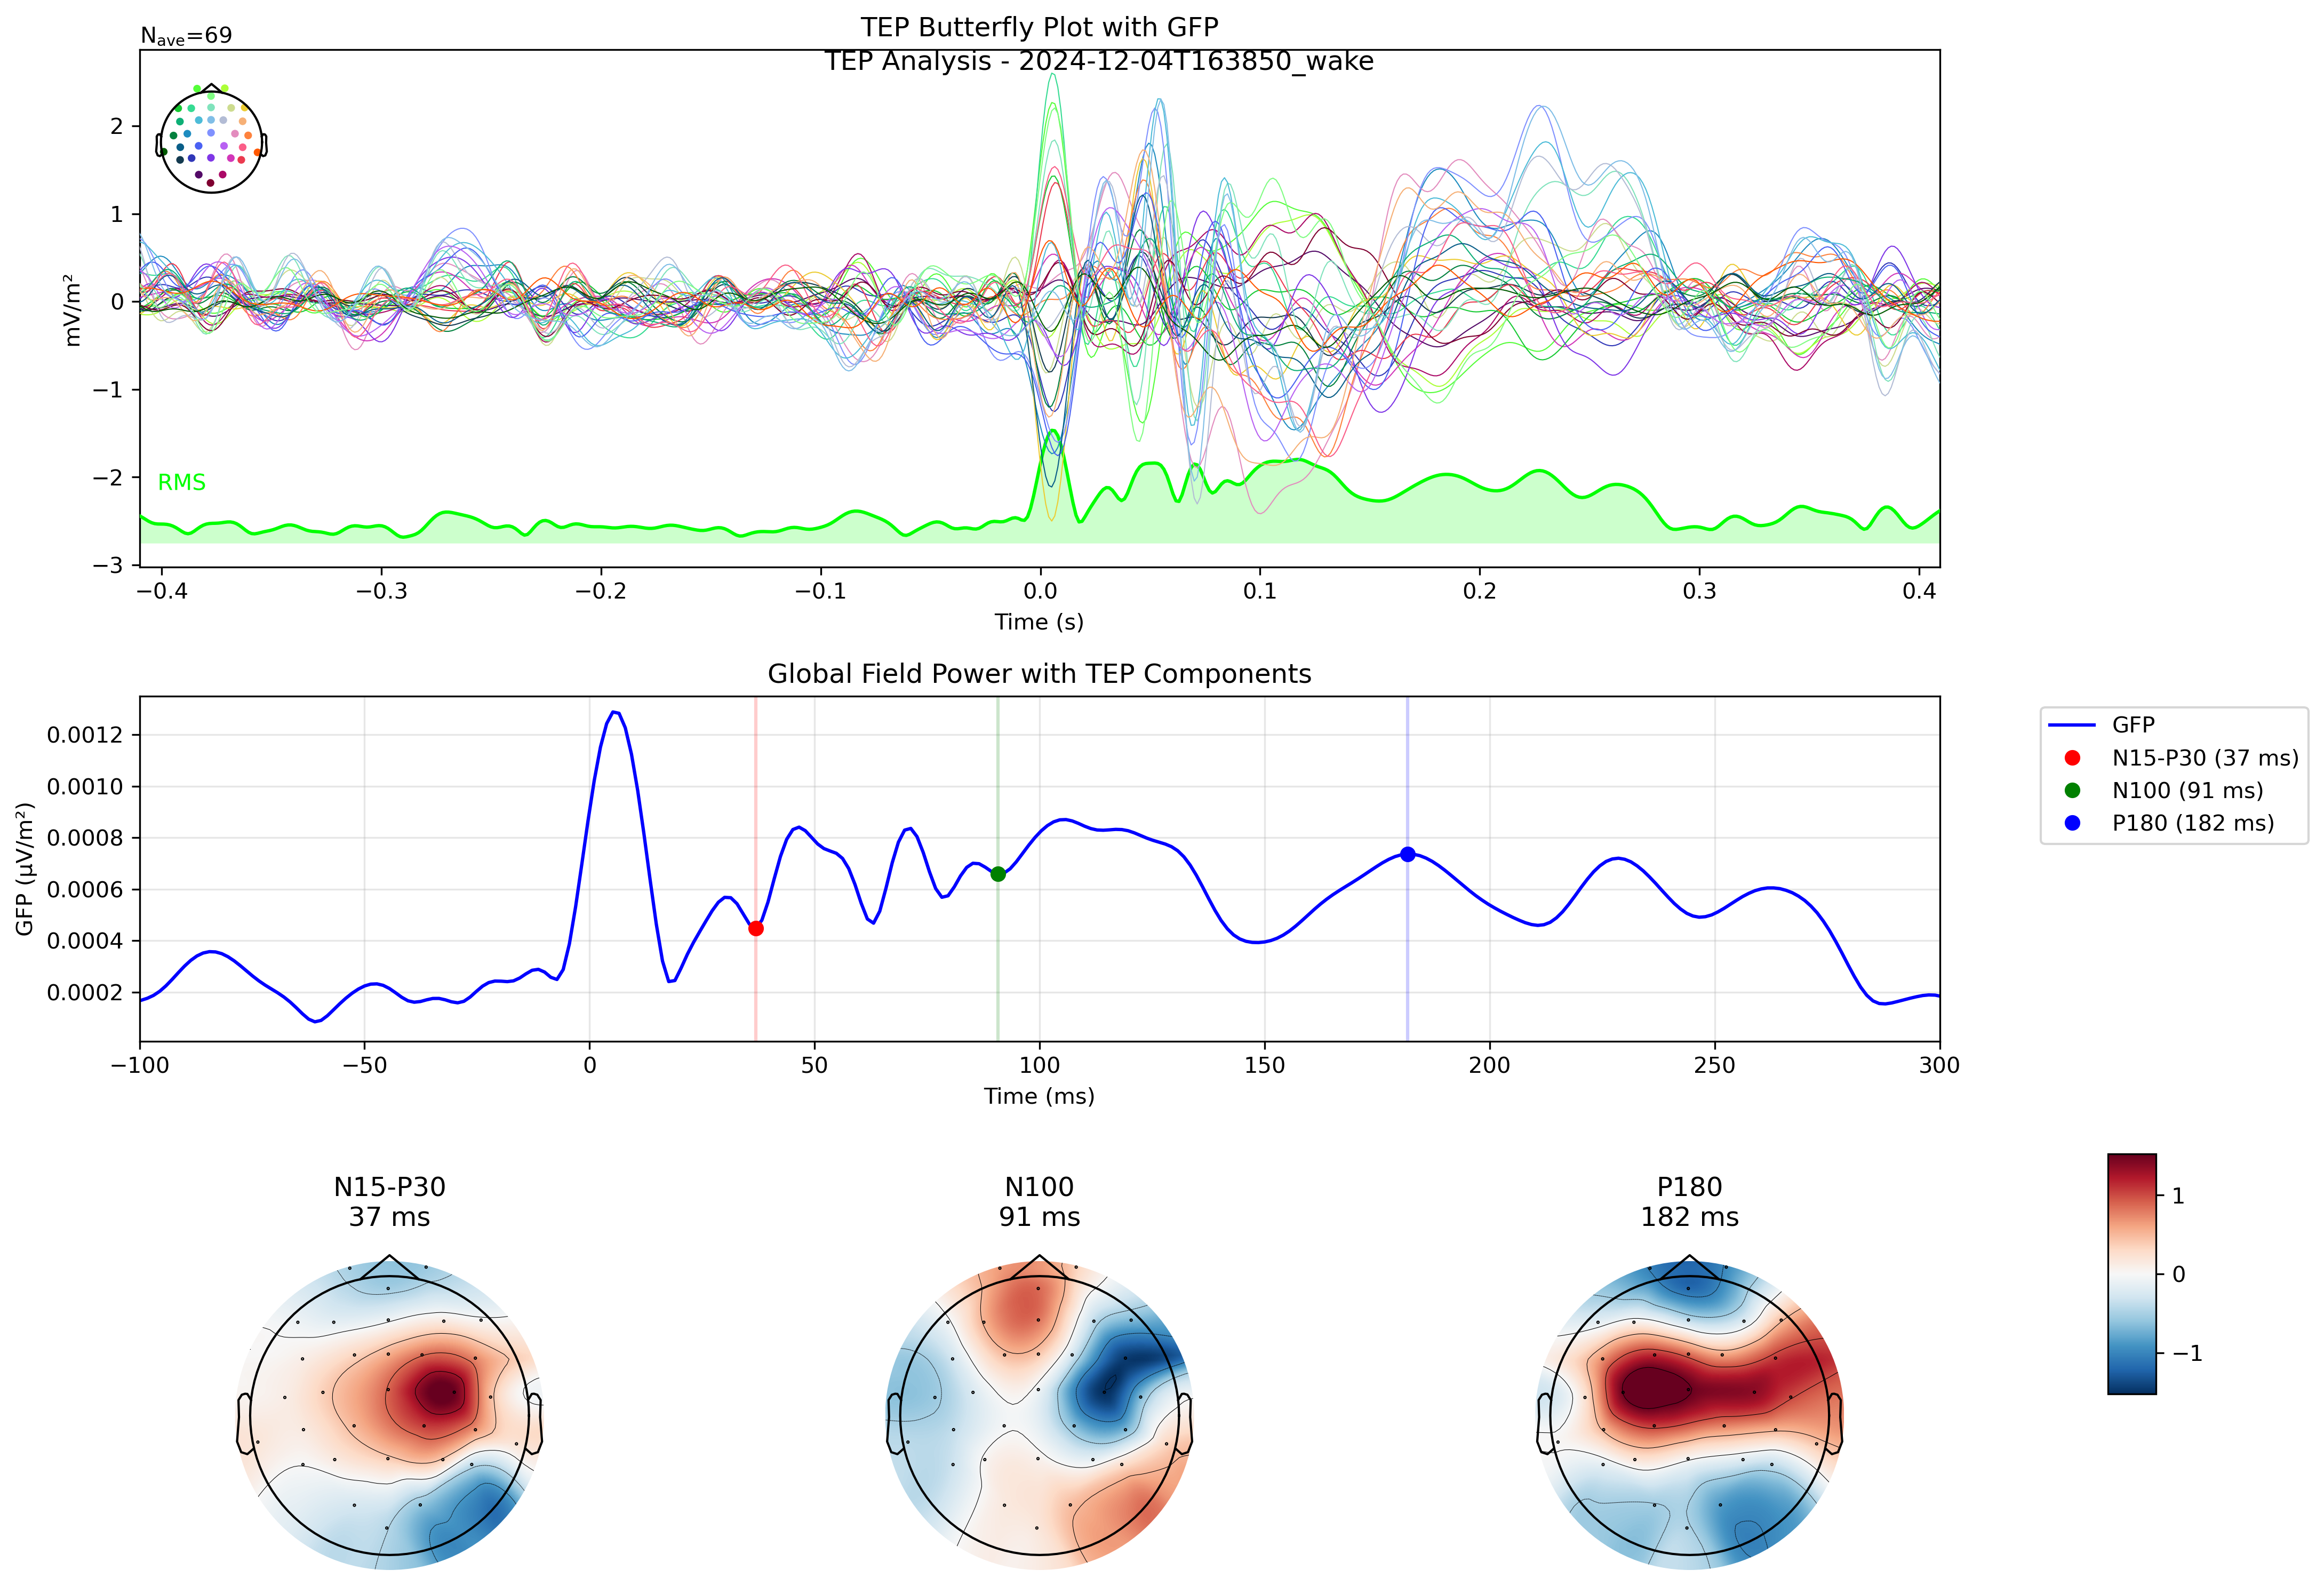 TEP Butterfly Plot with GFP
N_ave=69
TEP Analysis - 2024-12-04T163850_wake
2
1
0
−1
−2
−3
mV/m²
RMS
−0.4 −0.3 −0.2 −0.1 0.0 0.1 0.2 0.3 0.4
Time (s)
Global Field Power with TEP Components
0.0012
0.0010
0.0008
0.0006
0.0004
0.0002
GFP (μV/m²)
−100 −50 0 50 100 150 200 250 300
Time (ms)
GFP
N15-P30 (37 ms)
N100 (91 ms)
P180 (182 ms)
N15-P30
37 ms
N100
91 ms
P180
182 ms
1
0
−1